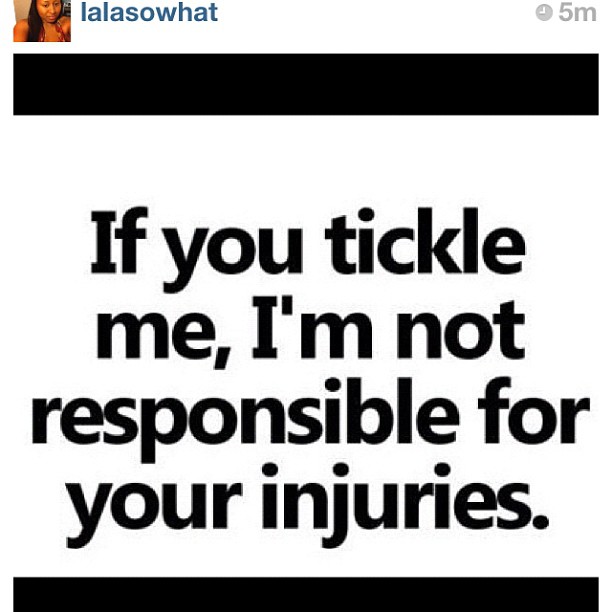 lalasowhat 5m
If you tickle
me, I'm not
responsible for
your injuries.